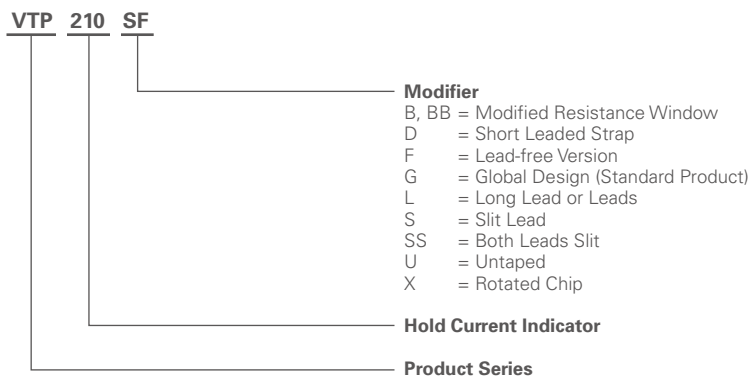 VTP 210 SF
Modifier
B, BB = Modified Resistance Window
D = Short Leaded Strap
F = Lead-free Version
G = Global Design (Standard Product)
L = Long Lead or Leads
S = Slit Lead
SS = Both Leads Slit
U = Untaped
X = Rotated Chip
Hold Current Indicator
Product Series